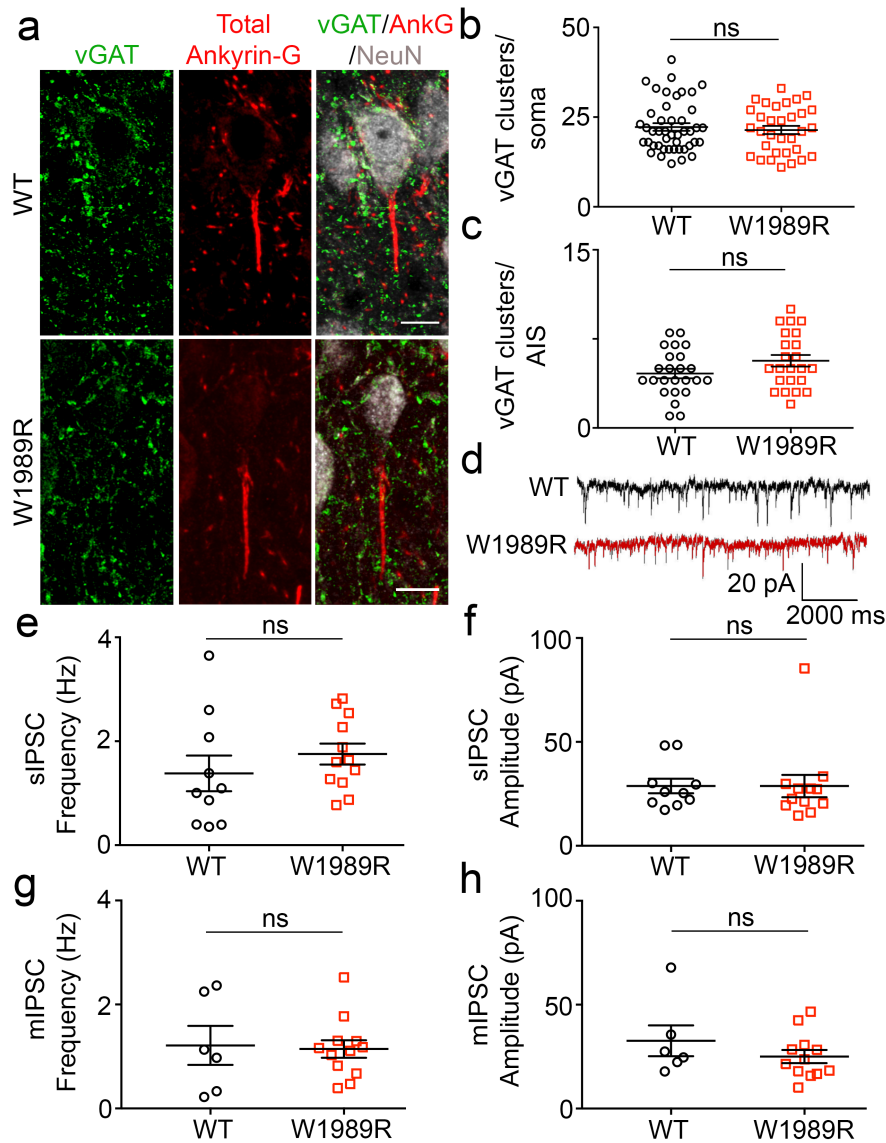 a
vGAT
Total
Ankyrin-G
vGAT/AnkG
/NeuN
WT
W1989R
b
vGAT clusters/
soma
50
25
0
ns
WT
W1989R
c
vGAT clusters/
AIS
15
0
ns
WT
W1989R
d
WT
W1989R
20 pA
2000 ms
e
sIPSC
Frequency (Hz)
4
2
0
ns
WT
W1989R
f
sIPSC
Amplitude (pA)
100
50
0
ns
WT
W1989R
g
mIPSC
Frequency (Hz)
4
2
0
ns
WT
W1989R
h
mIPSC
Amplitude (pA)
100
50
0
ns
WT
W1989R